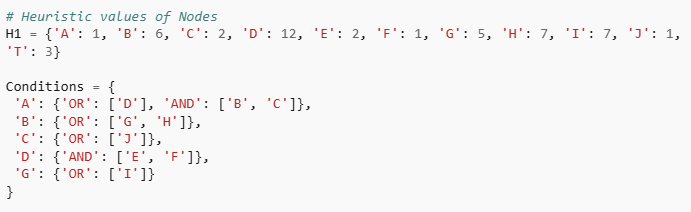 # Heuristic values of Nodes
H1 = {'A': 1, 'B': 6, 'C': 2, 'D': 12, 'E': 2, 'F': 1, 'G': 5, 'H': 7, 'I': 7, 'J': 1,
'T': 3}

Conditions = {
 'A': {'OR': ['D'], 'AND': ['B', 'C']},
 'B': {'OR': ['G', 'H']},
 'C': {'OR': ['J']},
 'D': {'AND': ['E', 'F']},
 'G': {'OR': ['I']}
}